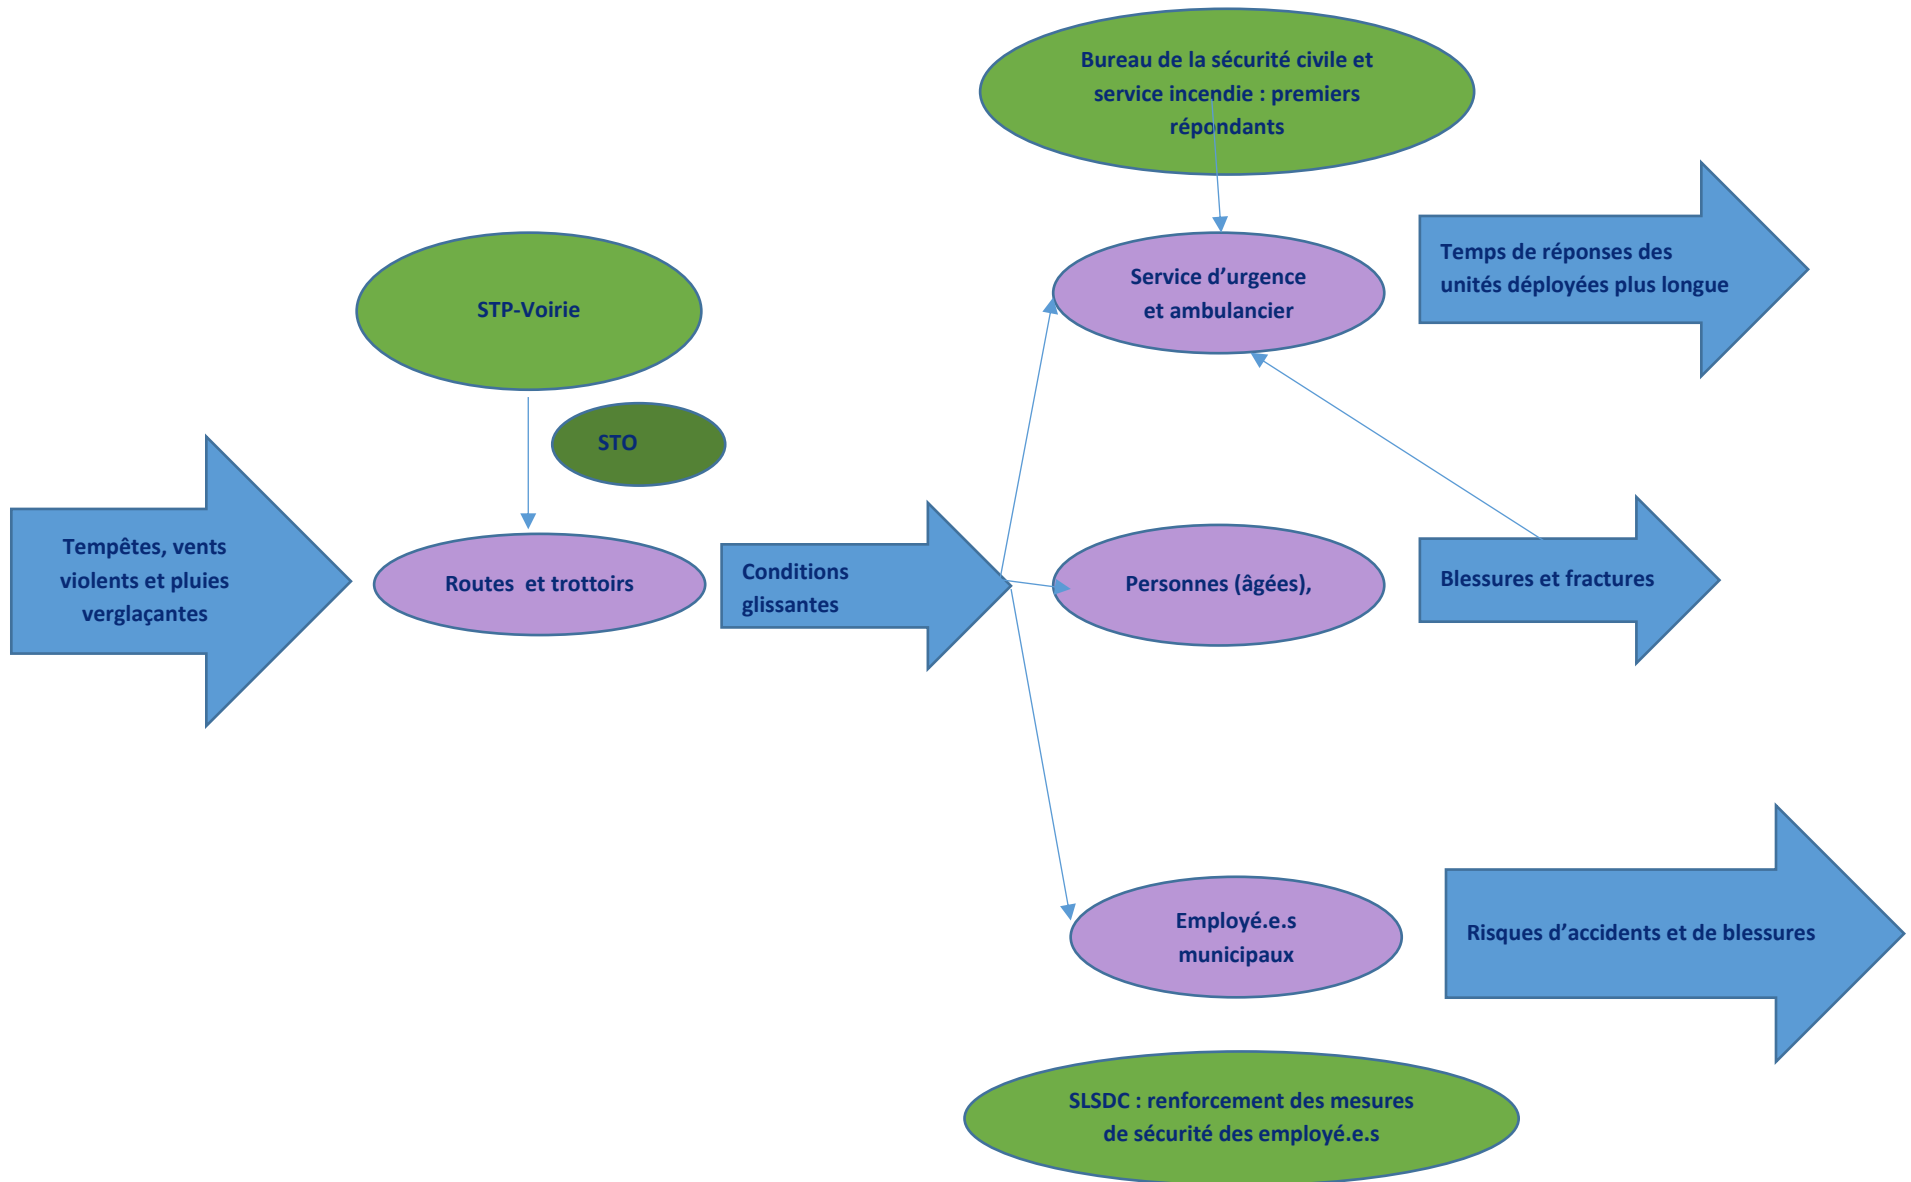 Bureau de la sécurité civile et
service incendie : premiers
répondants
STP-Voirie
Service d’urgence
et ambulancier
Temps de réponses des
unités déployées plus longue
STO
Tempêtes, vents
violents et pluies
verglaçantes
Routes et trottoirs
Conditions
glissantes
Personnes (âgées),
Blessures et fractures
Employé.e.s
municipaux
Risques d’accidents et de blessures
SLSDC : renforcement des mesures
de sécurité des employé.e.s